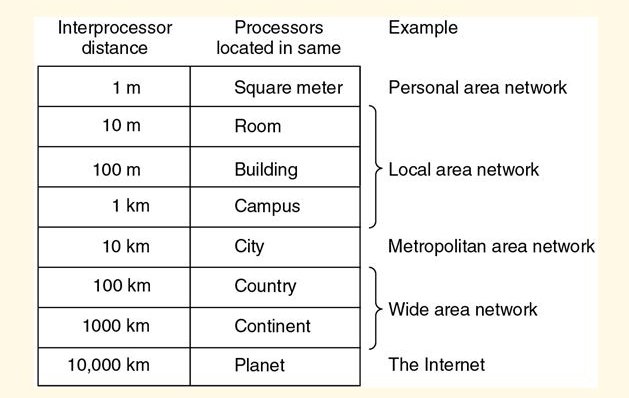 Interprocessor distance Processors located in same Example
1 m Square meter Personal area network
10 m Room
100 m Building Local area network
1 km Campus
10 km City Metropolitan area network
100 km Country
Wide area network
1000 km Continent
10,000 km Planet The Internet